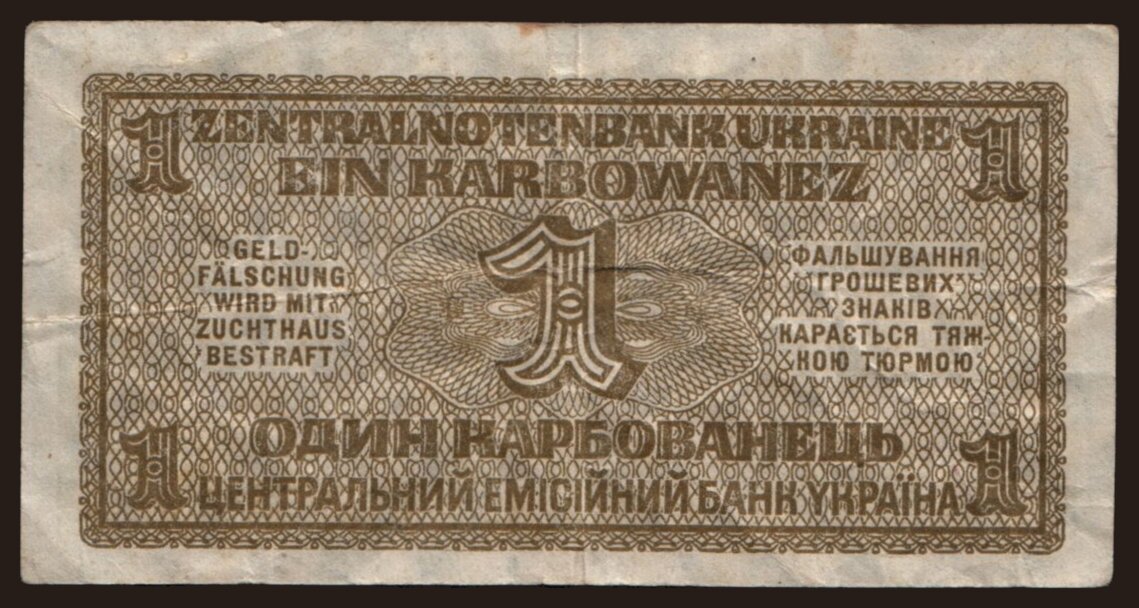 1 ZENTRALNOTENBANK UKRAINE 1
EIN KARBOWANEZ
GELD-
FÄLSCHUNG
WIRD MIT
ZUCHTHAUS
BESTRAFT
1
ФАЛЬШУВАННЯ
ГРОШЕВИХ
ЗНАКІВ
КАРАЄТЬСЯ ТЯЖ-
КОЮ ТЮРМОЮ
ОДИН КАРБОВАНЕЦЬ
1 ЦЕНТРАЛЬНИЙ ЕМІСІЙНИЙ БАНК УКРАЇНА 1